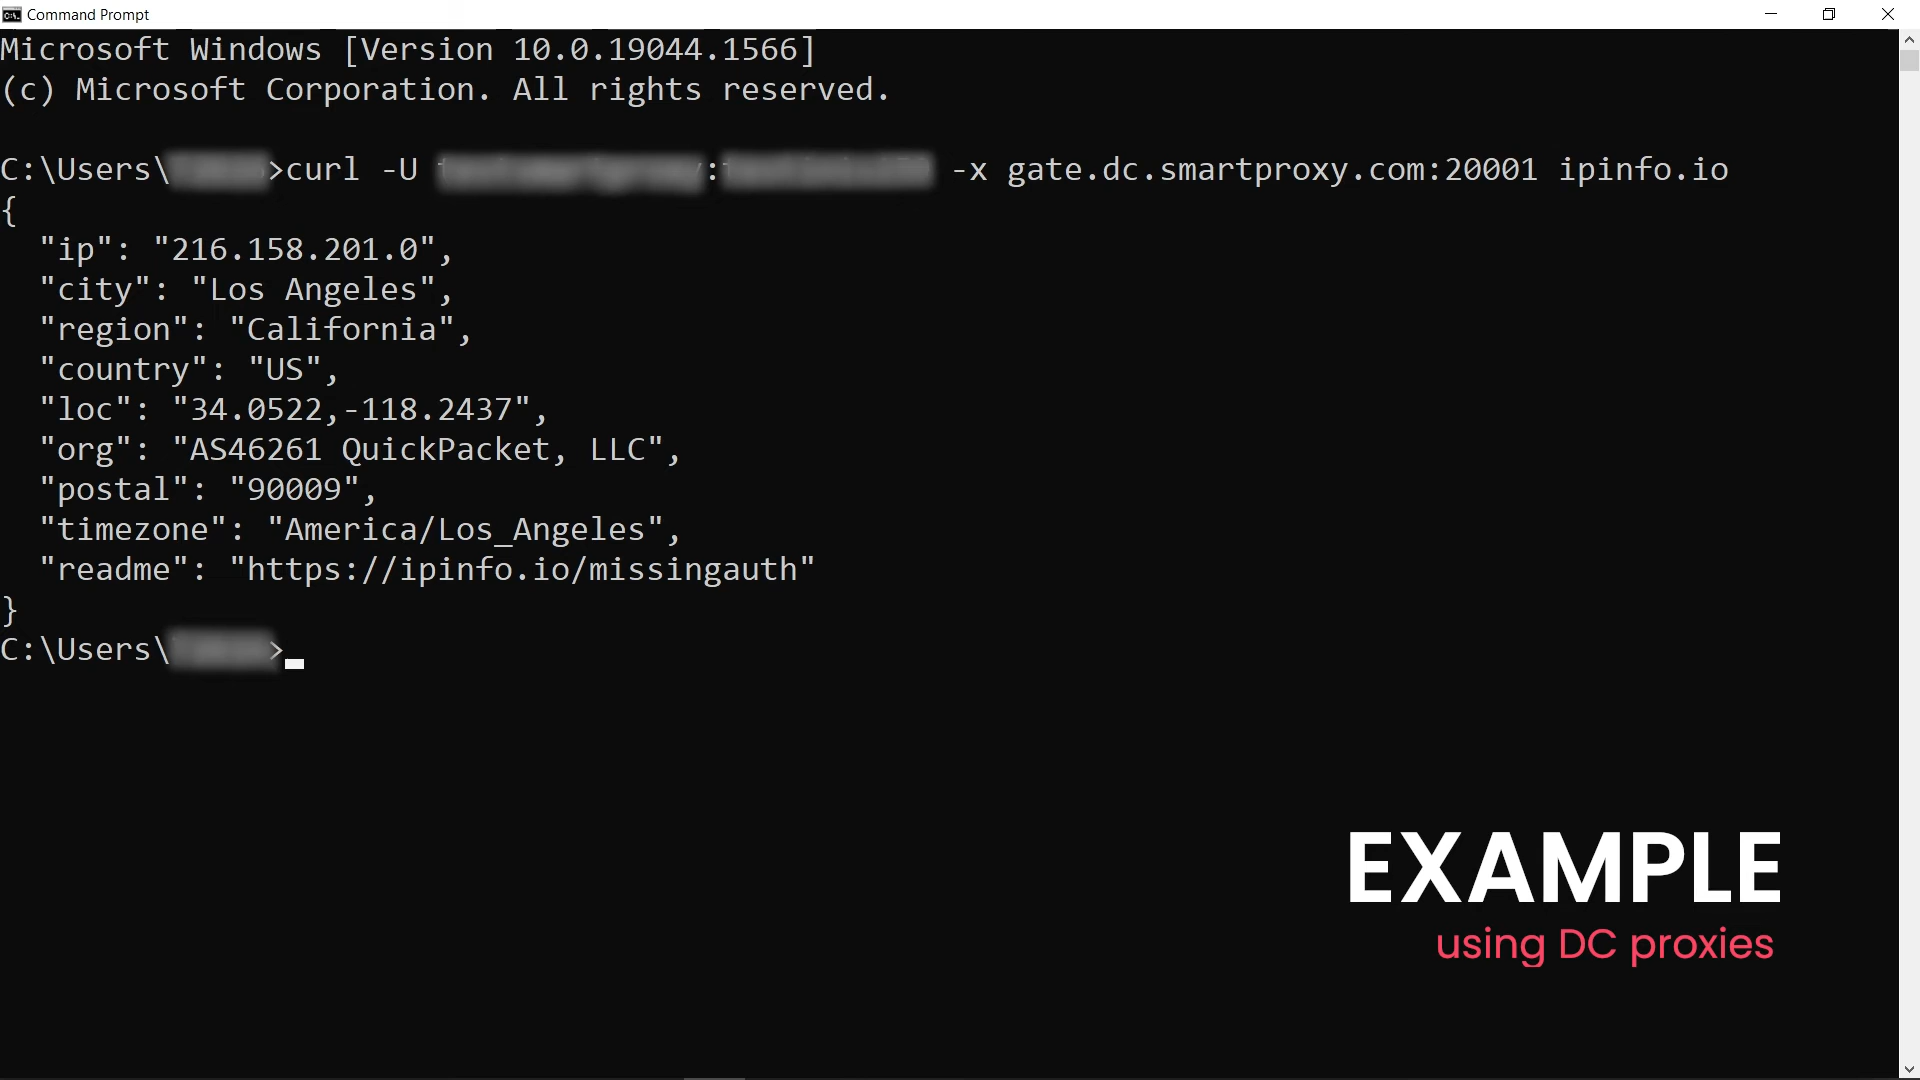 Command Prompt
Microsoft Windows [Version 10.0.19044.1566]
(c) Microsoft Corporation. All rights reserved.
C:\Users\ >curl -U : -x gate.dc.smartproxy.com:20001 ipinfo.io
{
"ip": "216.158.201.0",
"city": "Los Angeles",
"region": "California",
"country": "US",
"loc": "34.0522,-118.2437",
"org": "AS46261 QuickPacket, LLC",
"postal": "90009",
"timezone": "America/Los_Angeles",
"readme": "https://ipinfo.io/missingauth"
}
C:\Users\ >
EXAMPLE
using DC proxies